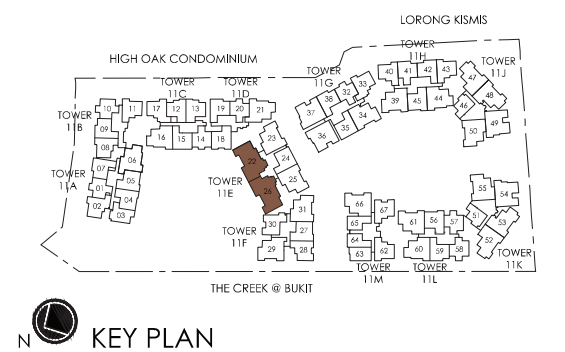 LORONG KISMIS
HIGH OAK CONDOMINIUM
TOWER
11H
TOWER
11G
TOWER
11J
TOWER
11C
TOWER
11D
40 41 42 43
47
48
39 45 44
46
50 49
37 38 32 33
36 35 34
10 11
17 12 13
19 20 21
TOWER
11B
09
08
16 15 14 18
23
22
24
25
26
06
07
05
TOWER
11A
01
04
02
03
TOWER
11E
TOWER
11F
30
31
27
29
28
66
67
65
64
63 62
61 56 57
60 59 58
55 54
51
53
52
TOWER
11M
TOWER
11L
TOWER
11K
THE CREEK @ BUKIT
N
KEY PLAN